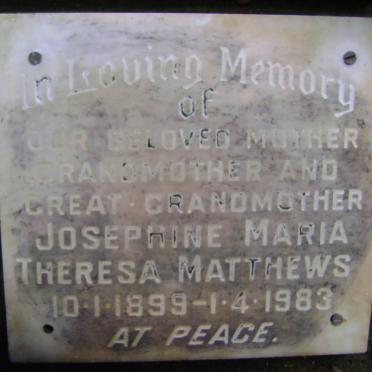 In Loving Memory
of
OUR BELOVED MOTHER
GRANDMOTHER AND
GREAT-GRANDMOTHER
JOSEPHINE MARIA
THERESA MATTHEWS
10·1·1899–1·4·1983
AT PEACE.